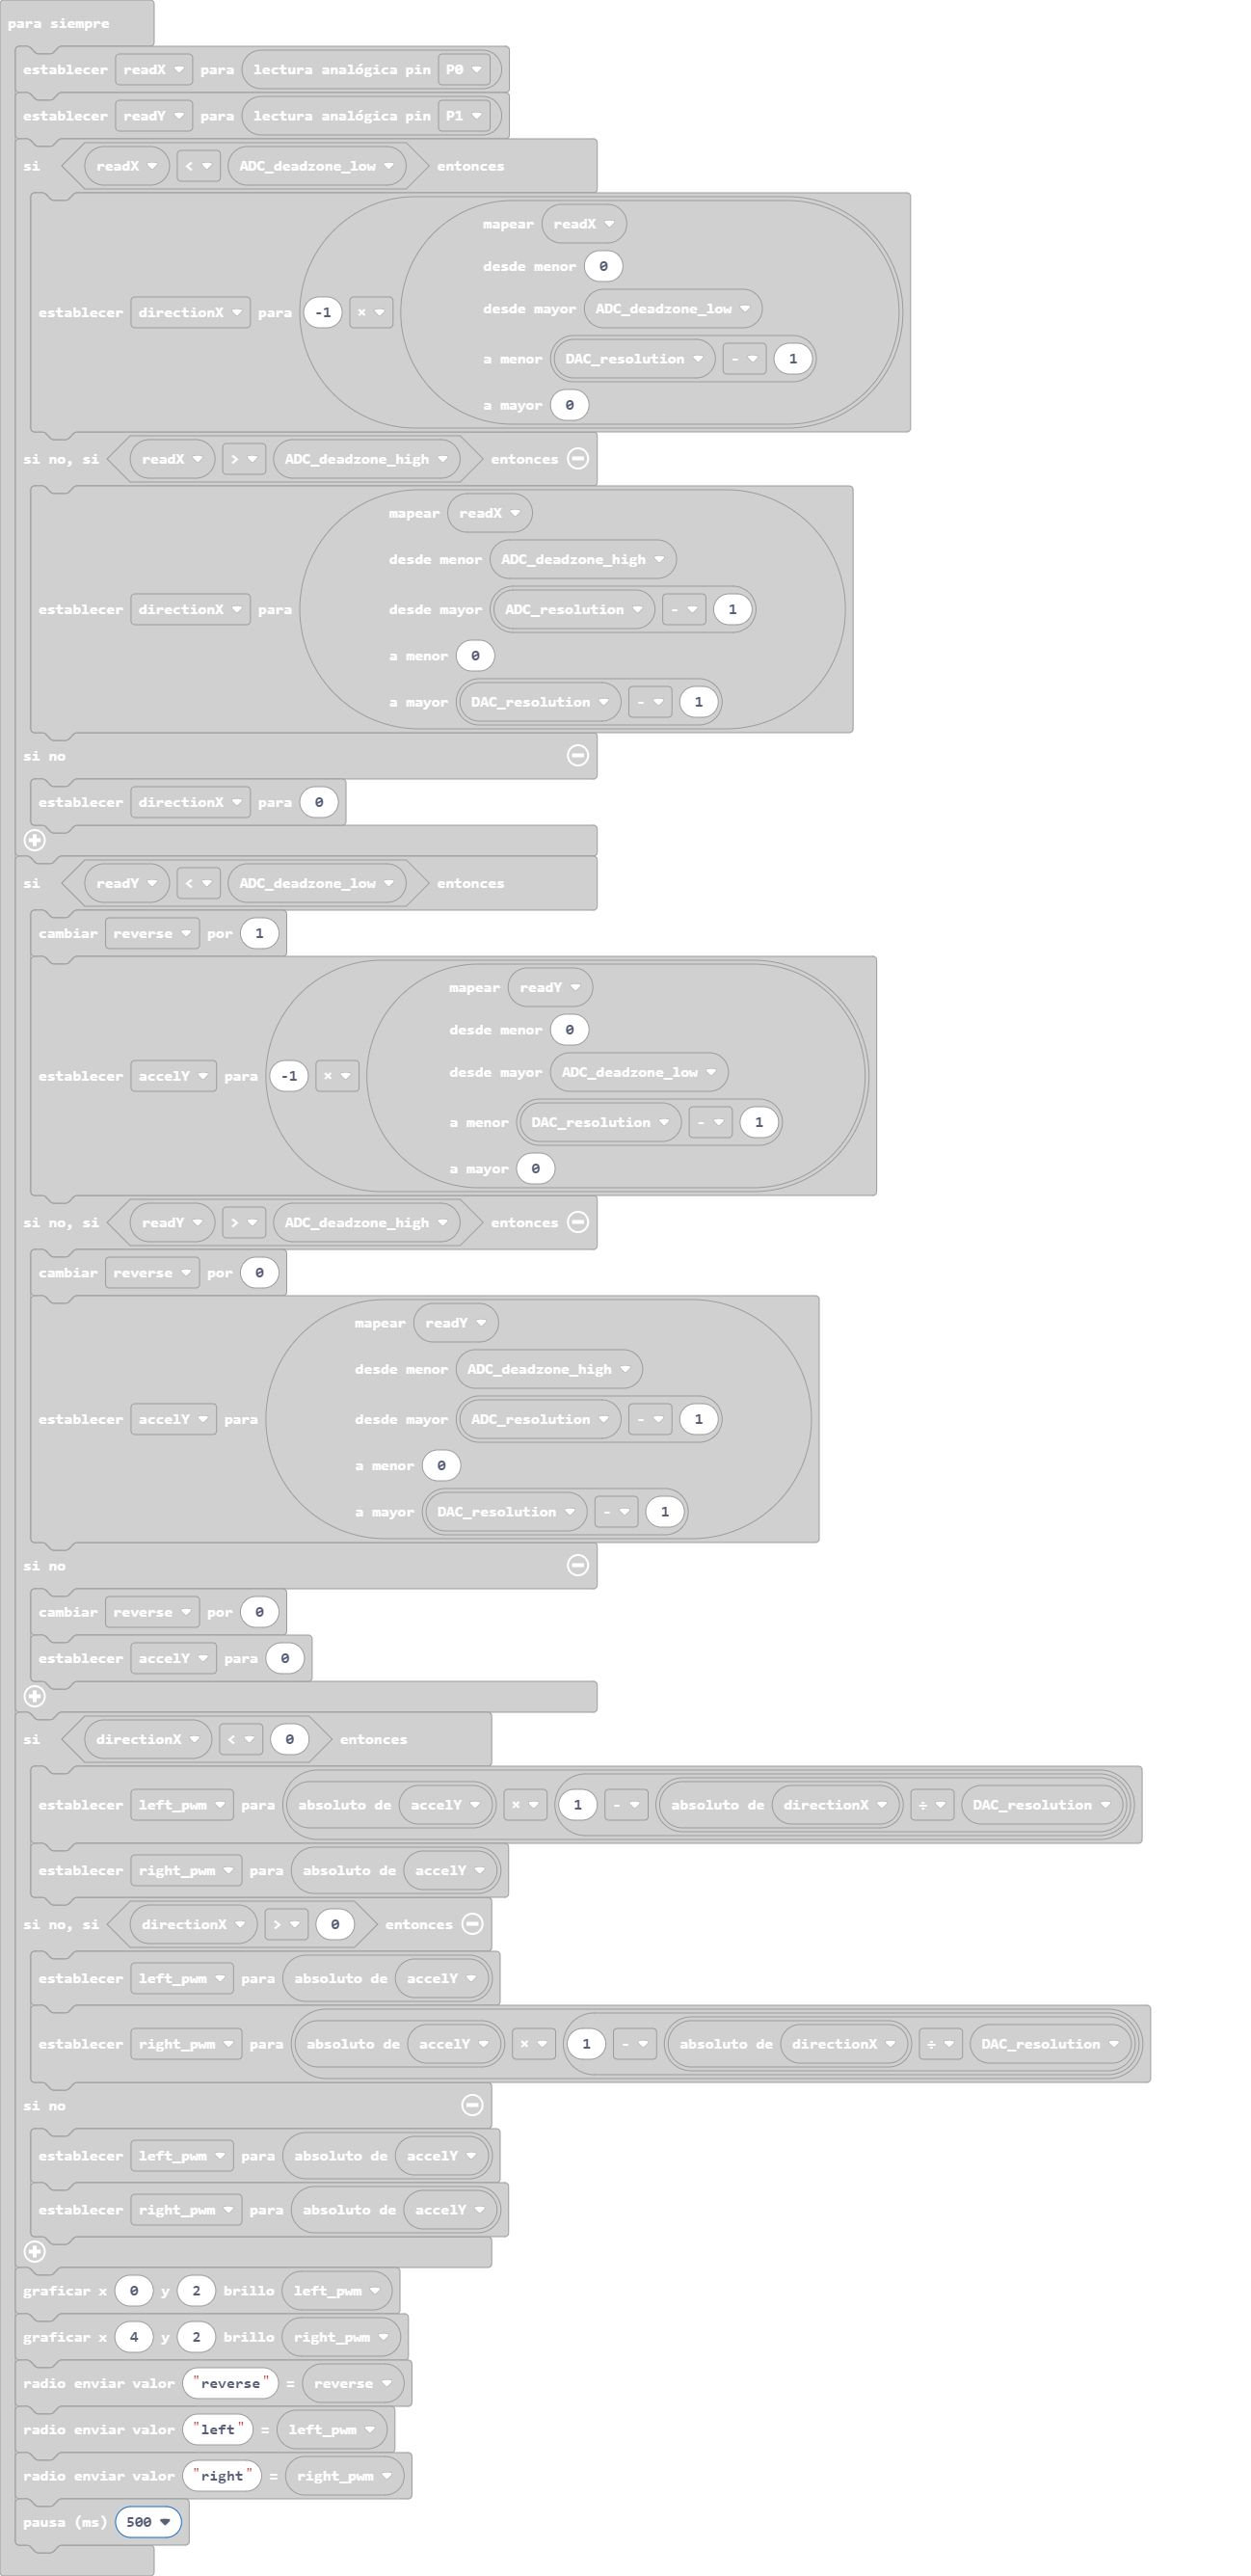 para siempre
establecer readX para lectura analógica pin P0
establecer readY para lectura analógica pin P1
si readX < ADC_deadzone_low entonces
mapear readX
desde menor 0
desde mayor ADC_deadzone_low
establecer directionX para -1 ×
a menor DAC_resolution - 1
a mayor 0
si no, si readX > ADC_deadzone_high entonces
mapear readX
desde menor ADC_deadzone_high
establecer directionX para desde mayor ADC_resolution - 1
a menor 0
a mayor DAC_resolution - 1
si no
establecer directionX para 0
si readY < ADC_deadzone_low entonces
cambiar reverse por 1
mapear readY
desde menor 0
desde mayor ADC_deadzone_low
establecer accelY para -1 ×
a menor DAC_resolution - 1
a mayor 0
si no, si readY > ADC_deadzone_high entonces
cambiar reverse por 0
mapear readY
desde menor ADC_deadzone_high
establecer accelY para desde mayor ADC_resolution - 1
a menor 0
a mayor DAC_resolution - 1
si no
cambiar reverse por 0
establecer accelY para 0
si directionX < 0 entonces
establecer left_pwm para absoluto de accelY × 1 - absoluto de directionX ÷ DAC_resolution
establecer right_pwm para absoluto de accelY
si no, si directionX > 0 entonces
establecer left_pwm para absoluto de accelY
establecer right_pwm para absoluto de accelY × 1 - absoluto de directionX ÷ DAC_resolution
si no
establecer left_pwm para absoluto de accelY
establecer right_pwm para absoluto de accelY
graficar x 0 y 2 brillo left_pwm
graficar x 4 y 2 brillo right_pwm
radio enviar valor "reverse" = reverse
radio enviar valor "left" = left_pwm
radio enviar valor "right" = right_pwm
pausa (ms) 500